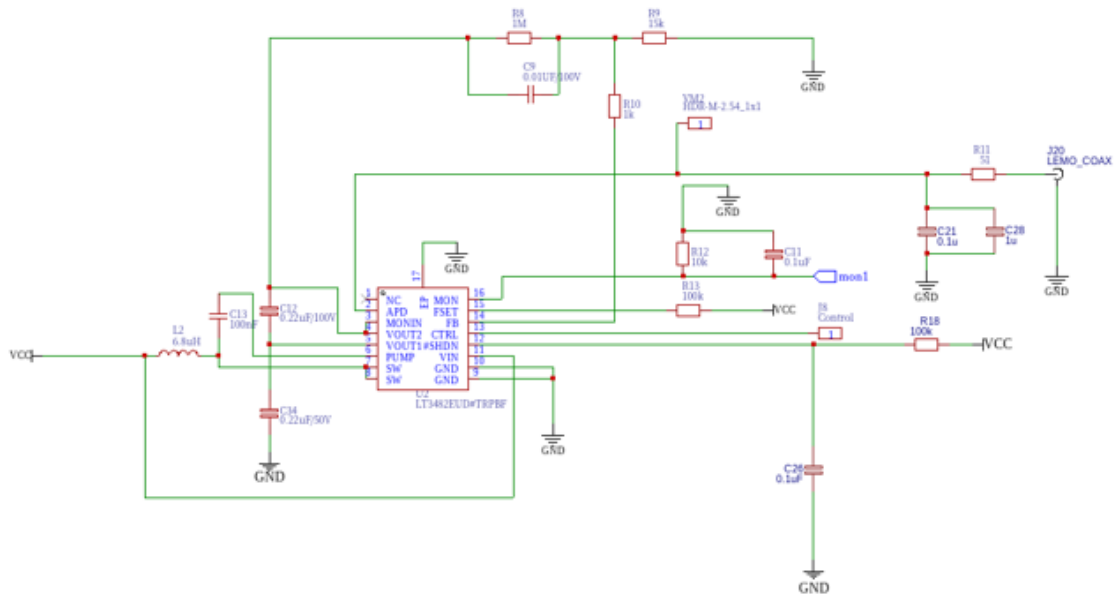 R8
1M
R9
15k
C9
0.01UF/100V
R10
1k
GND
VM2
HDR-M-2.54_1x1
1
R11
51
J20
LEMO_COAX
GND
R12
10k
C11
0.1uF
C21
0.1u
C28
1u
GND
GND
GND
17
mon1
R13
100k
VCC
J8
Control
1
R18
100k
VCC
1
2
3
4
5
6
7
8
NC
APD
MONIN
VOUT2
VOUT1
PUMP
SW
SW
EP
MON
FSET
FB
CTRL
#SHDN
VIN
GND
GND
16
15
14
13
12
11
10
9
U2
LT3482EUD#TRPBF
C13
100nF
C12
0.22uF/100V
L2
6.8uH
VCC
C34
0.22uF/50V
GND
GND
C26
0.1uF
GND